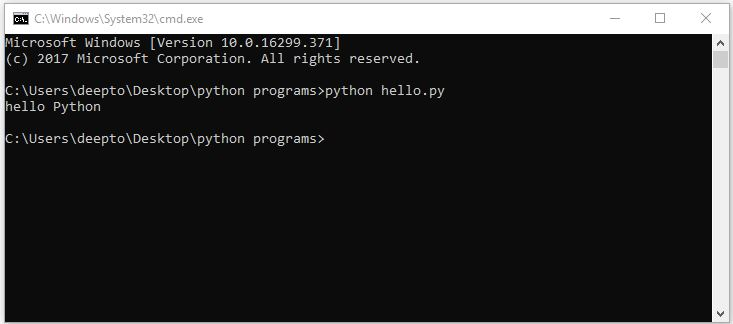 C:\Windows\System32\cmd.exe
Microsoft Windows [Version 10.0.16299.371]
(c) 2017 Microsoft Corporation. All rights reserved.
C:\Users\deepto\Desktop\python programs>python hello.py
hello Python
C:\Users\deepto\Desktop\python programs>